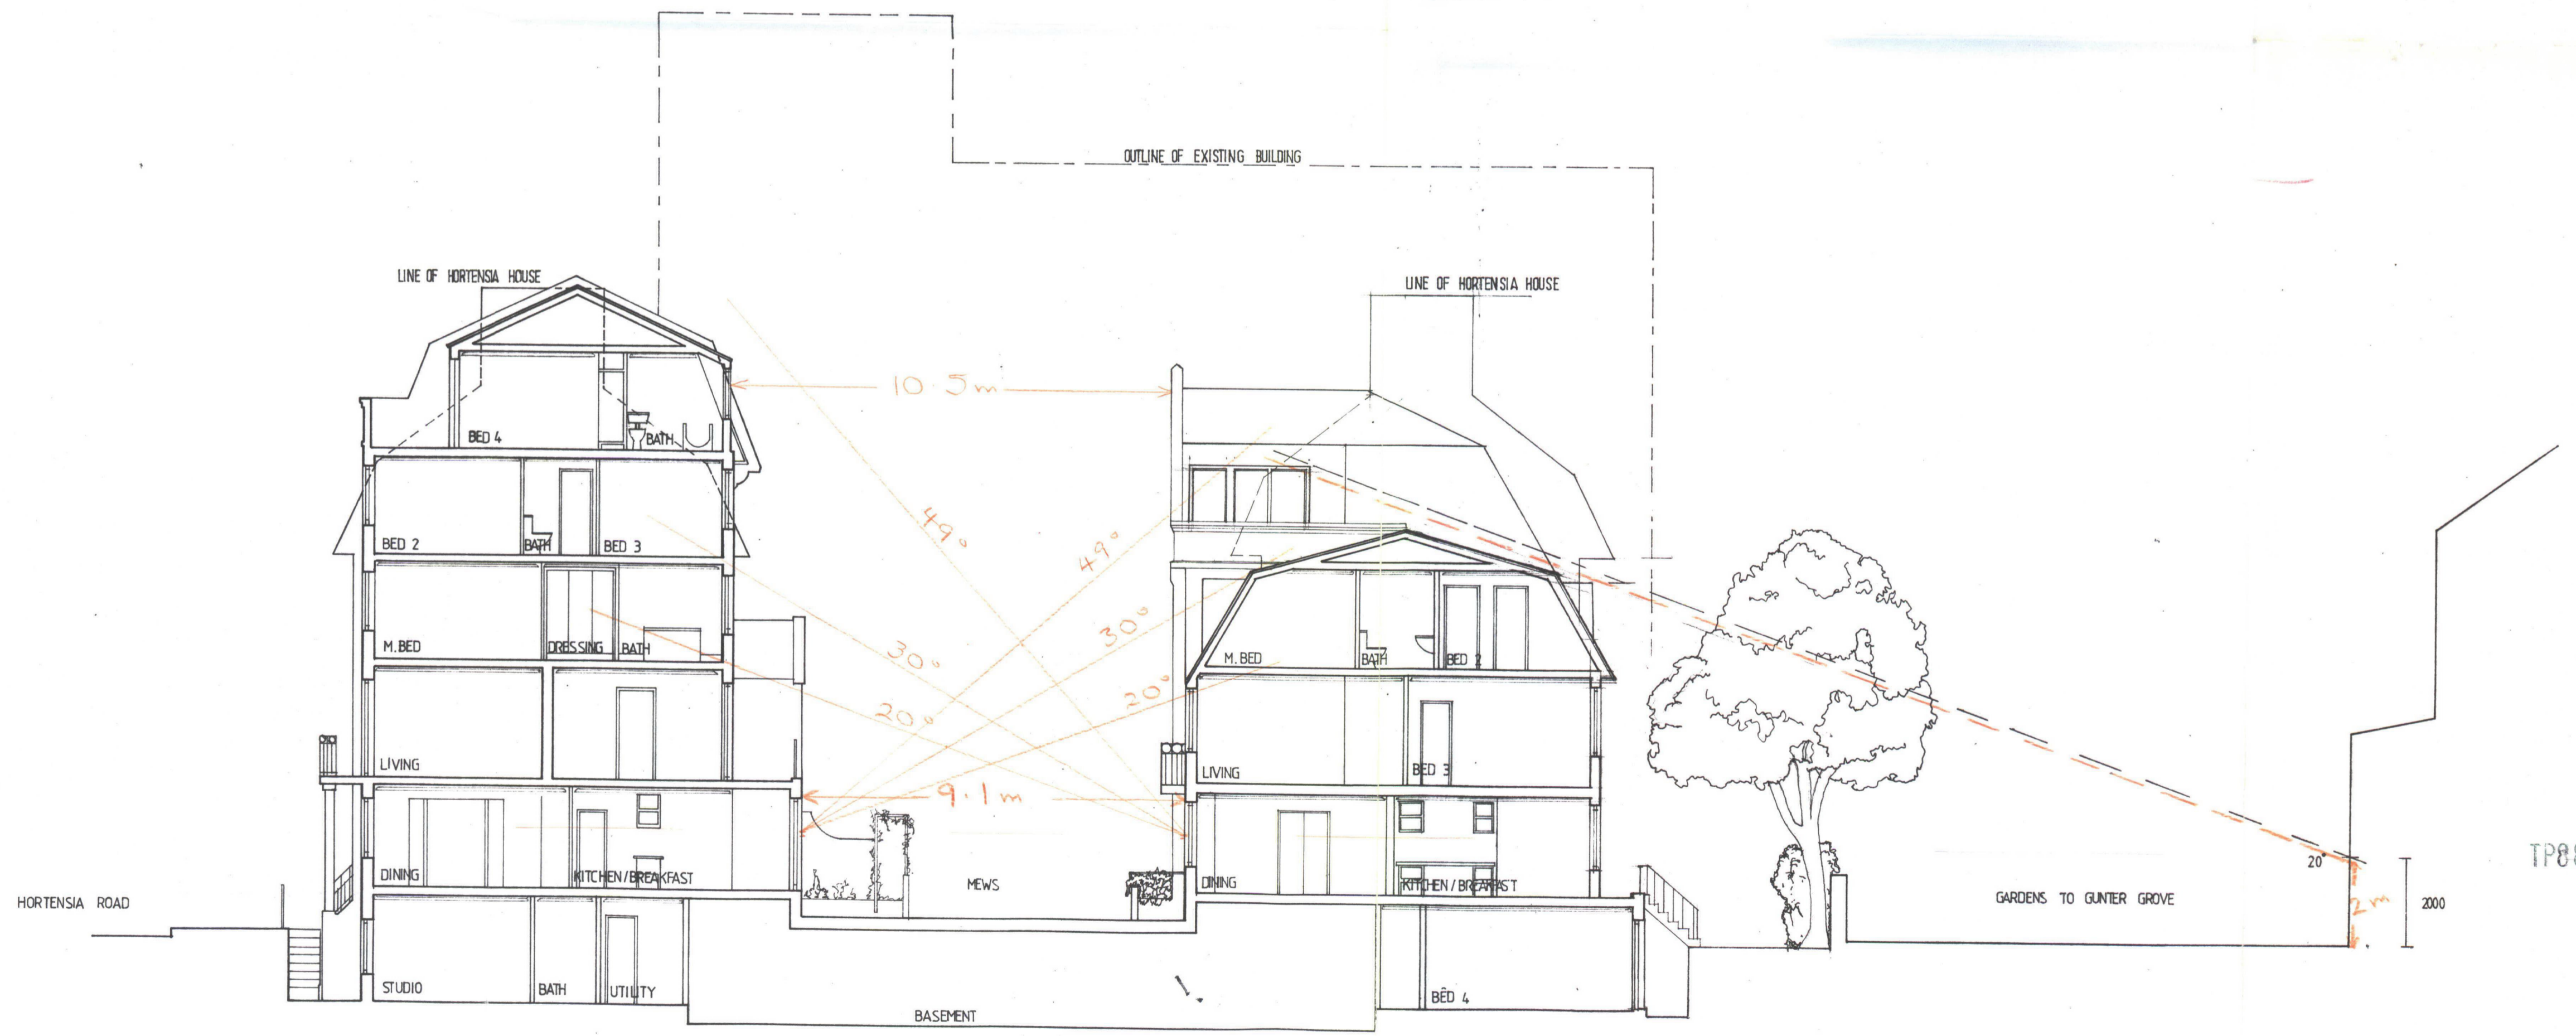 OUTLINE OF EXISTING BUILDING
LINE OF HORTENSIA HOUSE
LINE OF HORTENSIA HOUSE
10.5m
BED 4
BATH
49°
49°
BED 2
BATH
BED 3
30°
30°
M.BED
DRESSING
BATH
M.BED
BATH
BED 2
20°
20°
LIVING
LIVING
BED 3
9.1m
DINING
KITCHEN/BREAKFAST
MEWS
DINING
KITCHEN/BREAKFAST
20°
HORTENSIA ROAD
GARDENS TO GUNTER GROVE
2m
2000
STUDIO
BATH
UTILITY
BED 4
BASEMENT